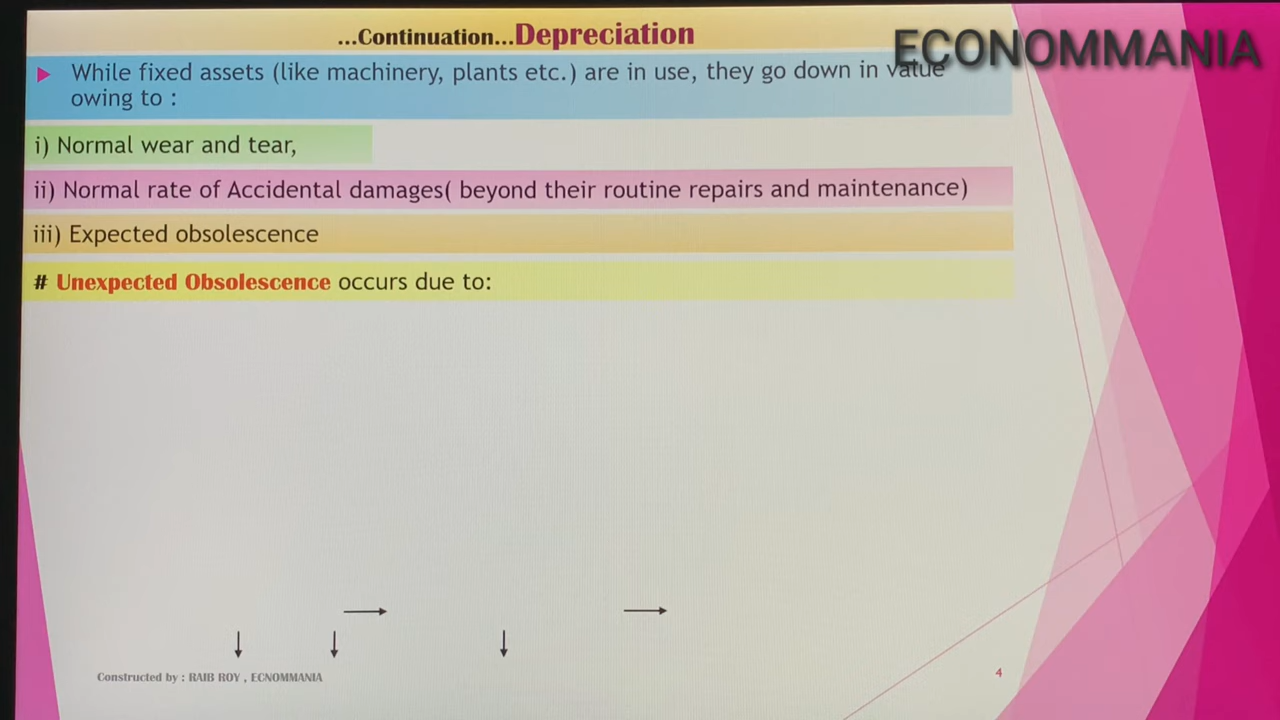 ...Continuation...Depreciation
ECONOMMANIA
While fixed assets (like machinery, plants etc.) are in use, they go down in value
owing to :
i) Normal wear and tear,
ii) Normal rate of Accidental damages( beyond their routine repairs and maintenance)
iii) Expected obsolescence
# Unexpected Obsolescence occurs due to:
Constructed by : RAIB ROY , ECNOMMANIA
4